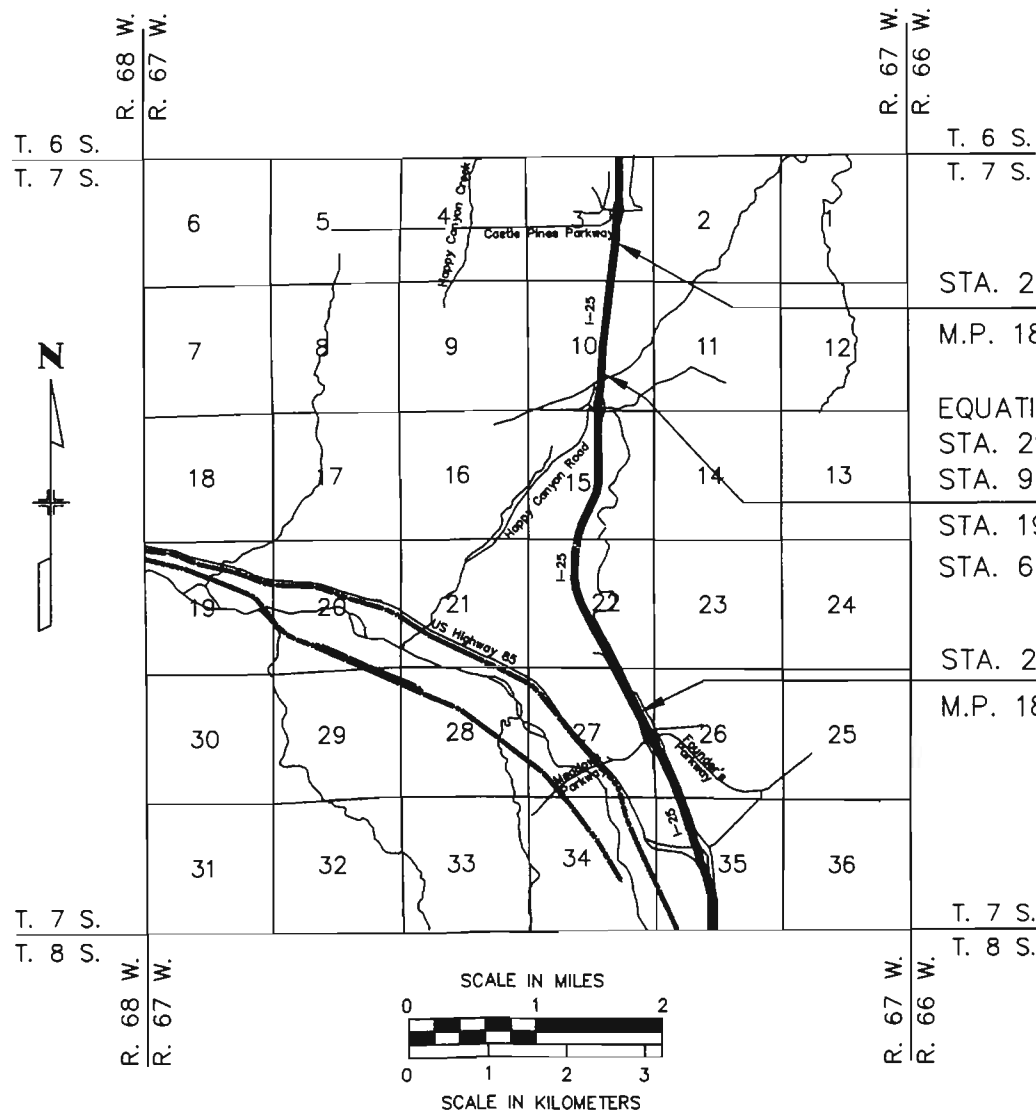 R. 68 W.
R. 67 W.
R. 67 W.
R. 66 W.
T. 6 S.
T. 7 S.
T. 6 S.
T. 7 S.
6
5
4
2
1
Happy Canyon Creek
Castle Pines Parkway
STA. 2
M.P. 18
N
7
8
9
10
11
12
I-25
EQUATI
STA. 2
STA. 9
STA. 19
STA. 6
18
17
16
15
14
13
Happy Canyon Road
I-25
19
20
21
22
23
24
US Highway 85
STA. 2
M.P. 18
30
29
28
27
26
25
Meadows
Parkway
Founder's
Parkway
I-25
31
32
33
34
35
36
T. 7 S.
T. 8 S.
T. 7 S.
T. 8 S.
R. 68 W.
R. 67 W.
R. 67 W.
R. 66 W.
SCALE IN MILES
0 1 2
0 1 2 3
SCALE IN KILOMETERS